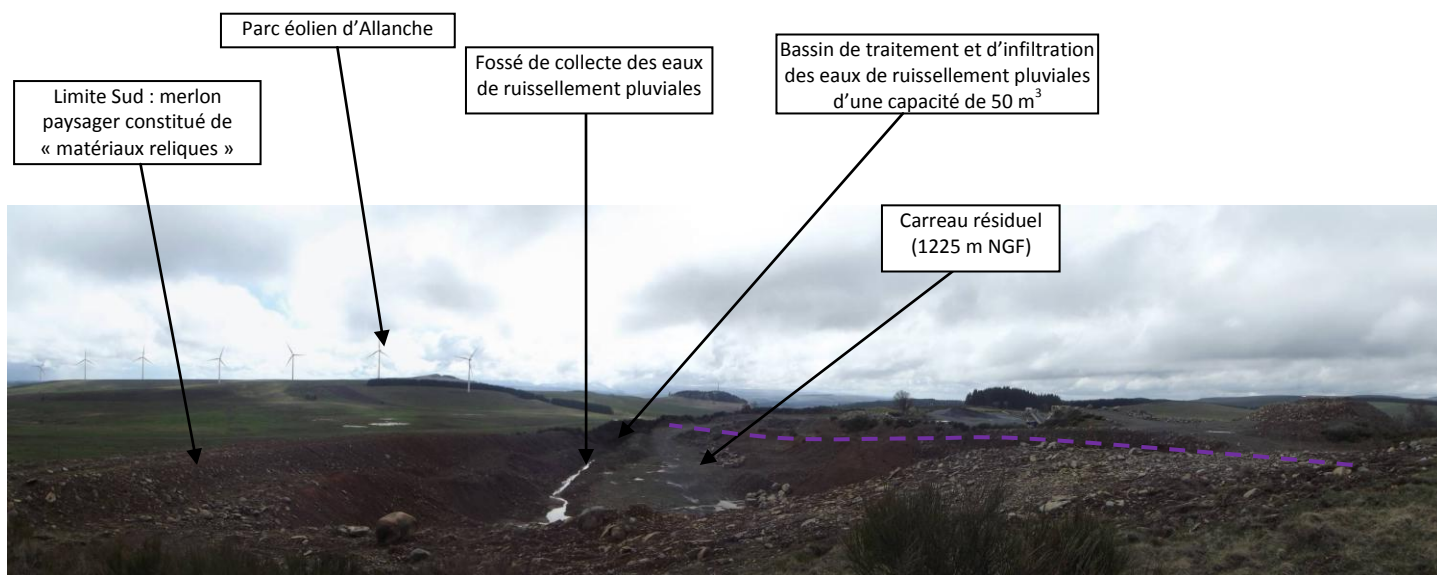 Parc éolien d’Allanche
Fossé de collecte des eaux
de ruissellement pluviales
Bassin de traitement et d’infiltration
des eaux de ruissellement pluviales
d’une capacité de 50 m³
Limite Sud : merlon
paysager constitué de
« matériaux reliques »
Carreau résiduel
(1225 m NGF)